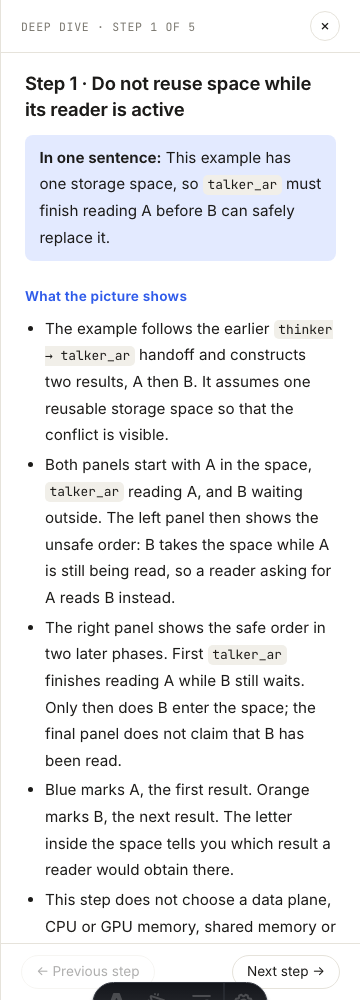 DEEP DIVE · STEP 1 OF 5
×
Step 1 · Do not reuse space while
its reader is active
In one sentence: This example has
one storage space, so talker_ar must
finish reading A before B can safely
replace it.
What the picture shows
• The example follows the earlier thinker
→ talker_ar handoff and constructs
two results, A then B. It assumes one
reusable storage space so that the
conflict is visible.
• Both panels start with A in the space,
talker_ar reading A, and B waiting
outside. The left panel then shows the
unsafe order: B takes the space while A
is still being read, so a reader asking for
A reads B instead.
• The right panel shows the safe order in
two later phases. First talker_ar
finishes reading A while B still waits.
Only then does B enter the space; the
final panel does not claim that B has
been read.
• Blue marks A, the first result. Orange
marks B, the next result. The letter
inside the space tells you which result a
reader would obtain there.
• This step does not choose a data plane,
CPU or GPU memory, shared memory or
← Previous step
Next step →